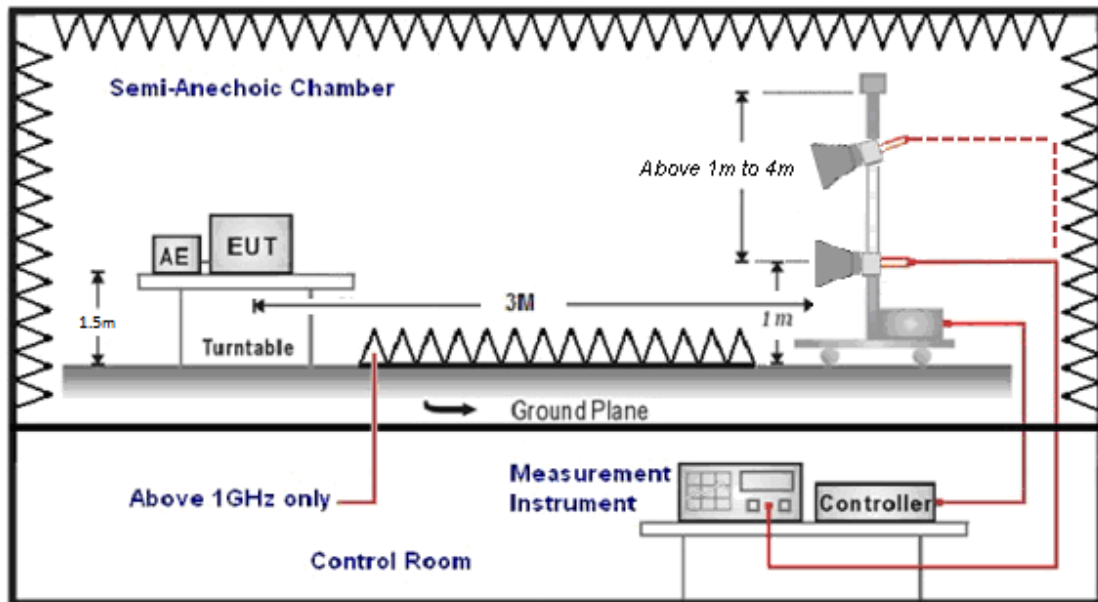 Semi-Anechoic Chamber
Above 1m to 4m
AE
EUT
3M
1m
1.5m
Turntable
Ground Plane
Above 1GHz only
Measurement
Instrument
Controller
Control Room